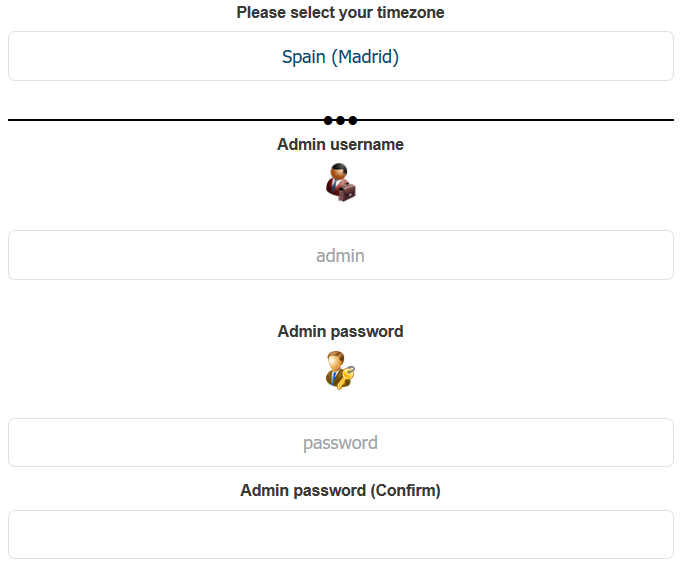 Please select your timezone
Spain (Madrid)
Admin username
admin
Admin password
password
Admin password (Confirm)